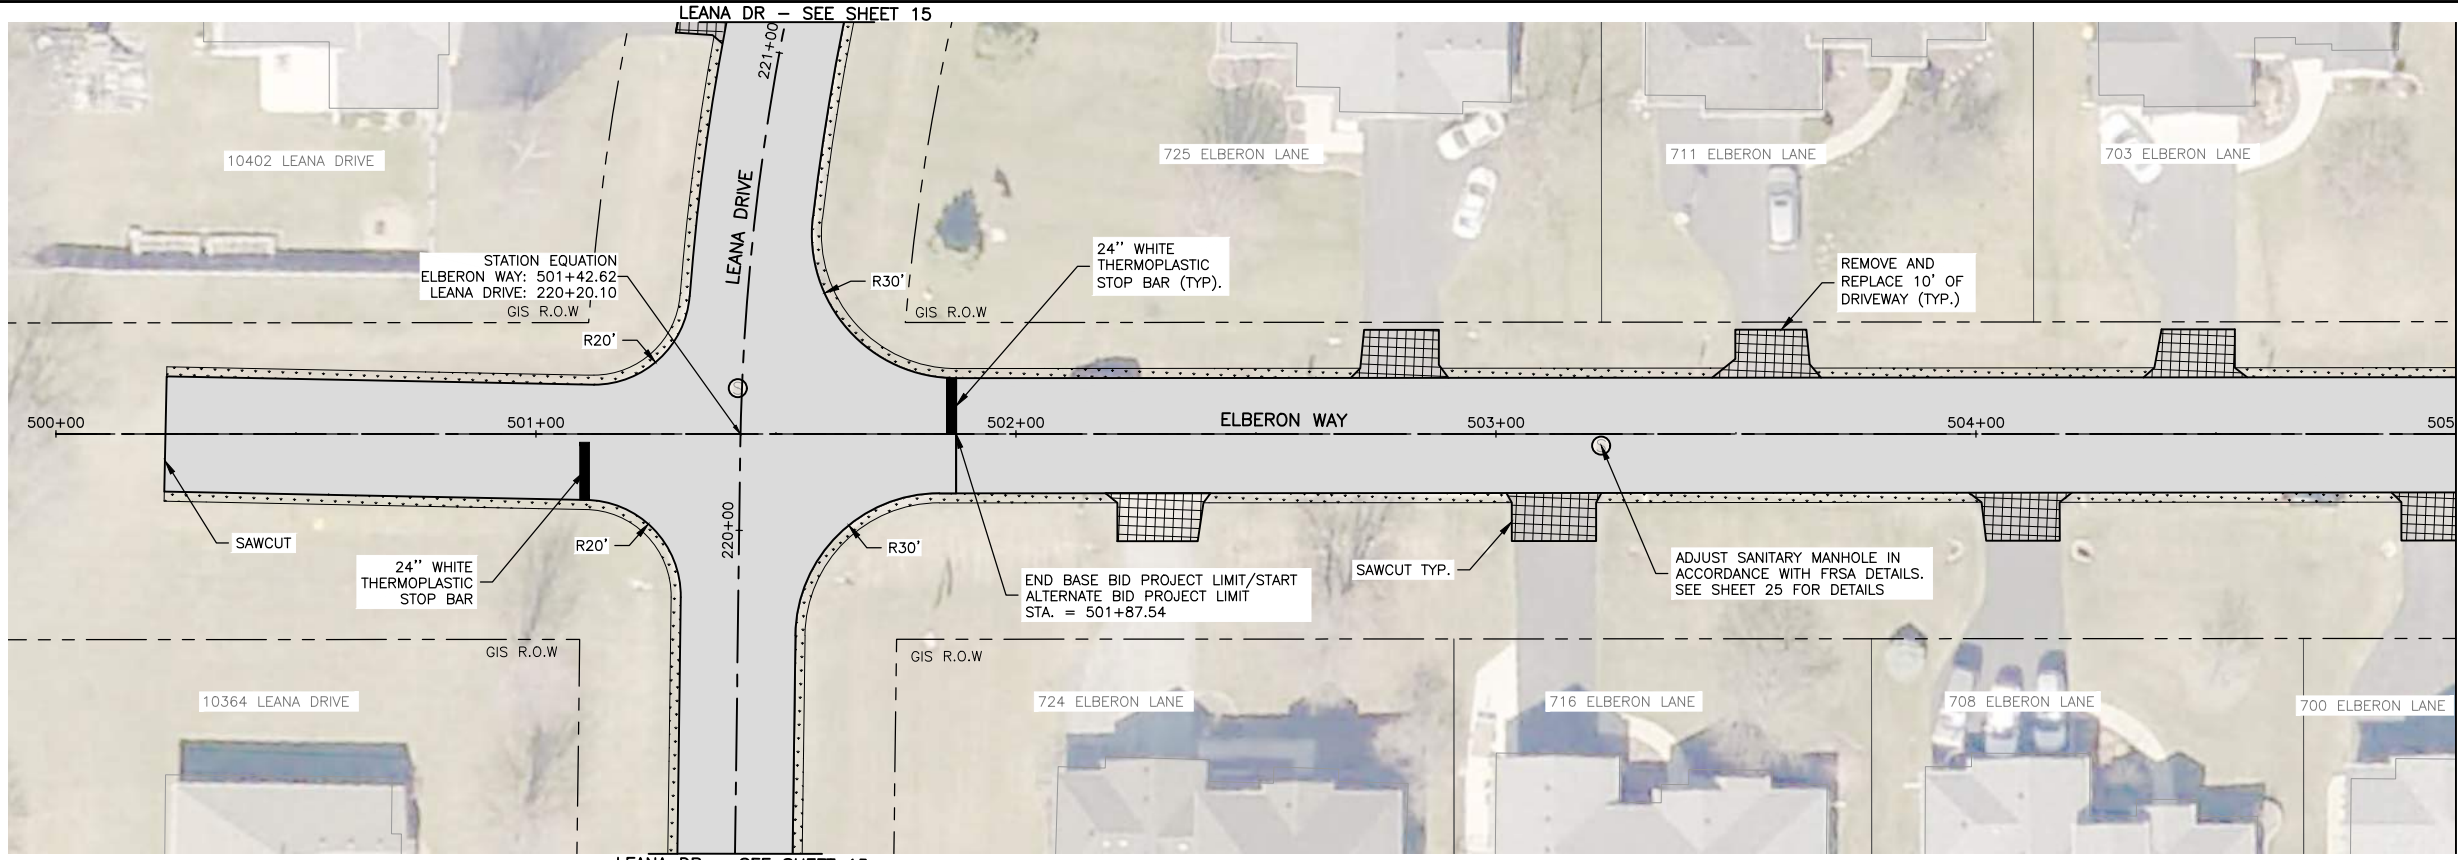 LEANA DR – SEE SHEET 15
221+00
10402 LEANA DRIVE
725 ELBERON LANE
711 ELBERON LANE
703 ELBERON LANE
LEANA DRIVE
STATION EQUATION
ELBERON WAY: 501+42.62
LEANA DRIVE: 220+20.10
GIS R.O.W
R20'
R30'
24'' WHITE
THERMOPLASTIC
STOP BAR (TYP).
GIS R.O.W
REMOVE AND
REPLACE 10' OF
DRIVEWAY (TYP.)
500+00
501+00
502+00
ELBERON WAY
503+00
504+00
505
SAWCUT
24'' WHITE
THERMOPLASTIC
STOP BAR
R20'
220+00
R30'
END BASE BID PROJECT LIMIT/START
ALTERNATE BID PROJECT LIMIT
STA. = 501+87.54
SAWCUT TYP.
ADJUST SANITARY MANHOLE IN
ACCORDANCE WITH FRSA DETAILS.
SEE SHEET 25 FOR DETAILS
GIS R.O.W
GIS R.O.W
10364 LEANA DRIVE
724 ELBERON LANE
716 ELBERON LANE
708 ELBERON LANE
700 ELBERON LANE
LEANA DR – SEE SHEET 15